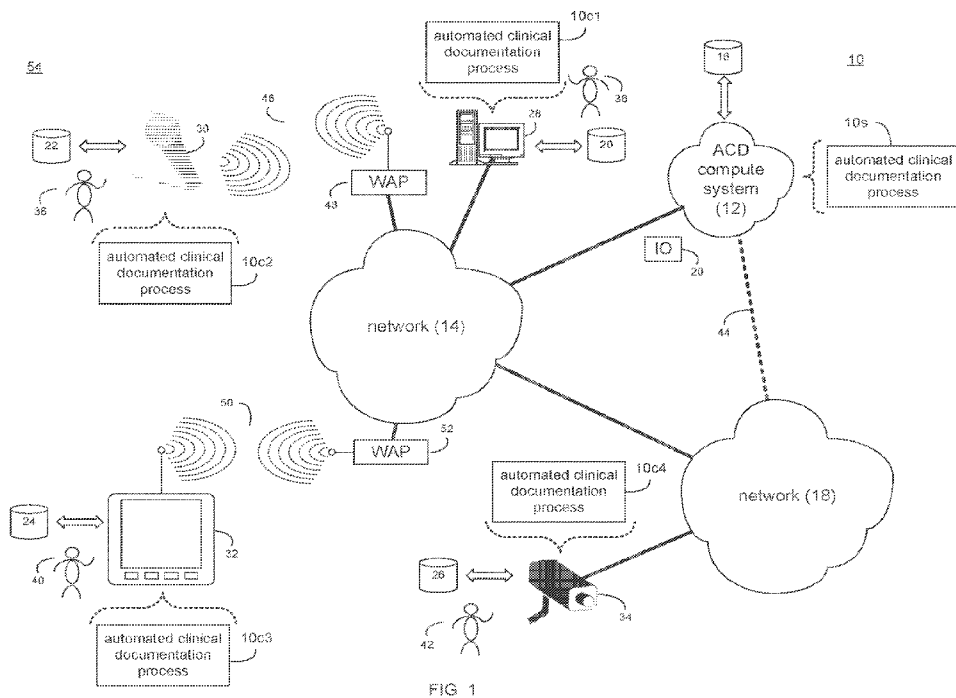 54
10
10c1
automated clinical
documentation
process
36
28
20
16
ACD
compute
system
(12)
10s
automated clinical
documentation
process
46
30
22
38
WAP
48
automated clinical
documentation
process
10c2
IO
20
network (14)
44
50
WAP
52
24
32
40
automated clinical
documentation
process
10c3
automated clinical
documentation
process
10c4
network (18)
26
34
42
FIG 1